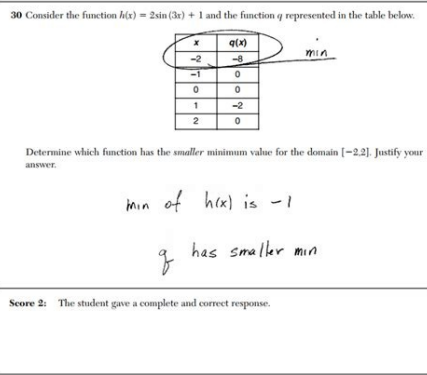 30 Consider the function h(x) = 2sin (3x) + 1 and the function q represented in the table below.
x q(x)
-2 -8
min
-1 0
0 0
1 -2
2 0
Determine which function has the smaller minimum value for the domain [-2,2]. Justify your
answer.
min of h(x) is -1
q has smaller min
Score 2: The student gave a complete and correct response.